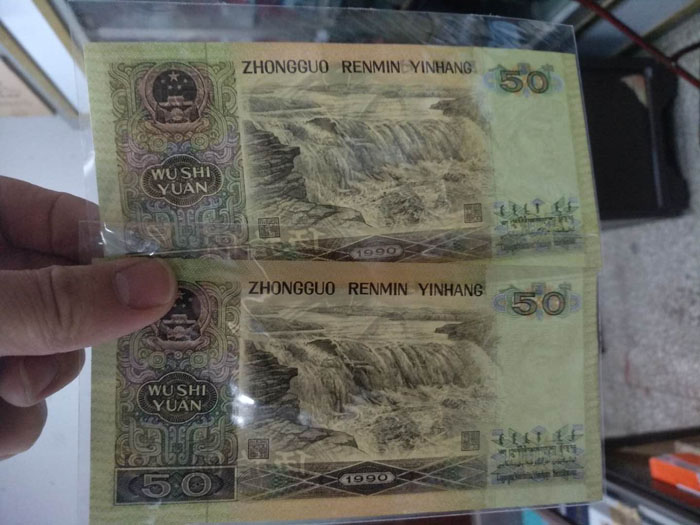 ZHONGGUO RENMIN YINHANG
50
WU SHI
YUAN
1990
ZHONGGUO RENMIN YINHANG
50
WU SHI
YUAN
50
1990